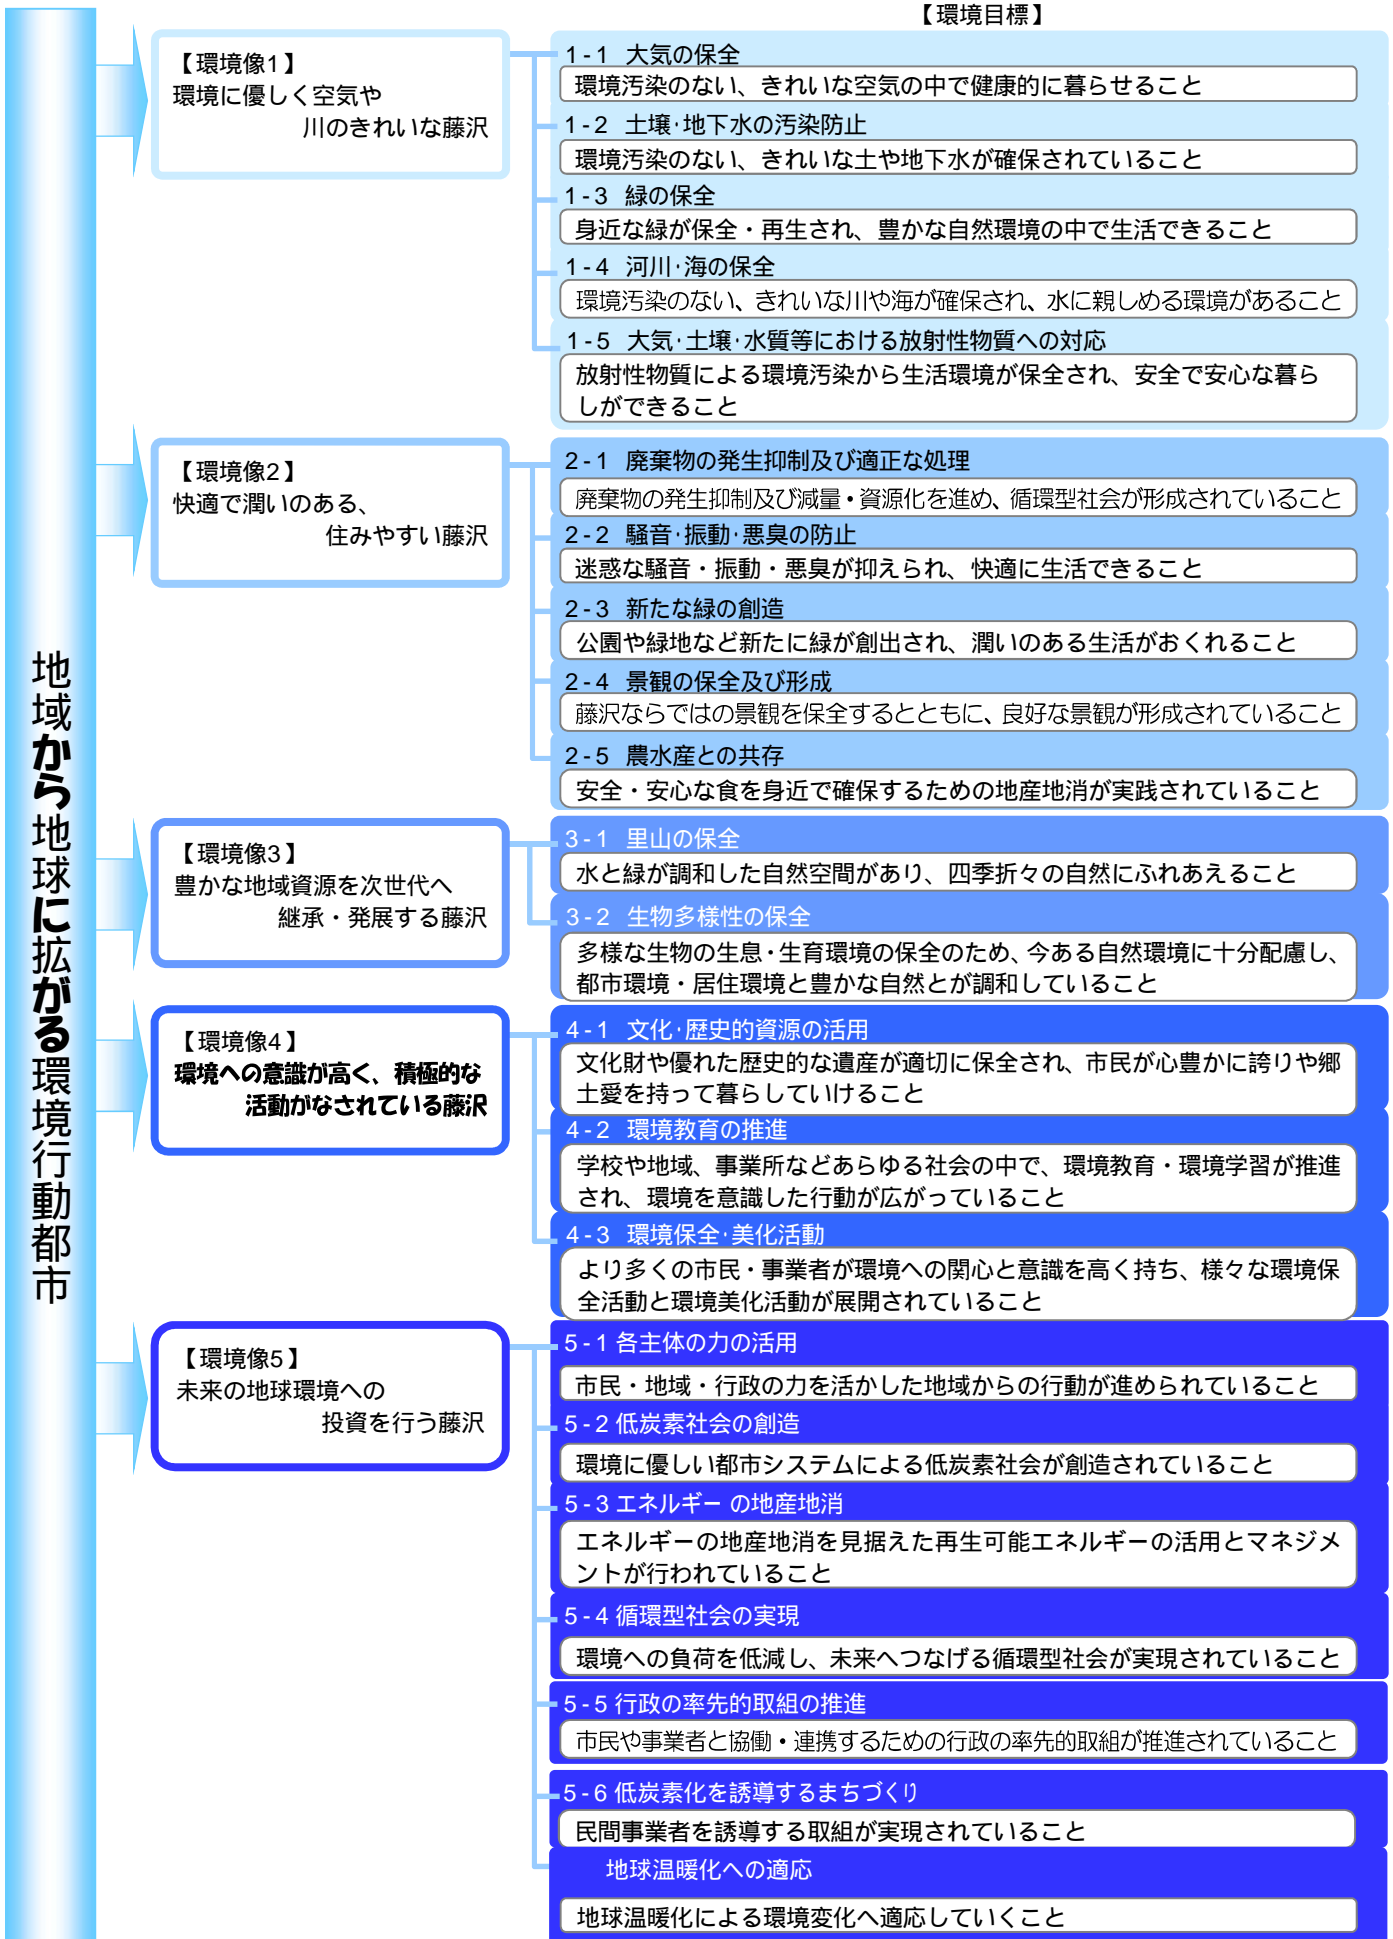 【環境目標】
地域から地球に拡がる環境行動都市
【環境像1】
環境に優しく空気や
川のきれいな藤沢
1-1 大気の保全
環境汚染のない、きれいな空気の中で健康的に暮らせること
1-2 土壌・地下水の汚染防止
環境汚染のない、きれいな土や地下水が確保されていること
1-3 緑の保全
身近な緑が保全・再生され、豊かな自然環境の中で生活できること
1-4 河川・海の保全
環境汚染のない、きれいな川や海が確保され、水に親しめる環境があること
1-5 大気・土壌・水質等における放射性物質への対応
放射性物質による環境汚染から生活環境が保全され、安全で安心な暮ら
しができること
【環境像2】
快適で潤いのある、
住みやすい藤沢
2-1 廃棄物の発生抑制及び適正な処理
廃棄物の発生抑制及び減量・資源化を進め、循環型社会が形成されていること
2-2 騒音・振動・悪臭の防止
迷惑な騒音・振動・悪臭が抑えられ、快適に生活できること
2-3 新たな緑の創造
公園や緑地など新たに緑が創出され、潤いのある生活がおくれること
2-4 景観の保全及び形成
藤沢ならではの景観を保全するとともに、良好な景観が形成されていること
2-5 農水産との共存
安全・安心な食を身近で確保するための地産地消が実践されていること
【環境像3】
豊かな地域資源を次世代へ
継承・発展する藤沢
3-1 里山の保全
水と緑が調和した自然空間があり、四季折々の自然にふれあえること
3-2 生物多様性の保全
多様な生物の生息・生育環境の保全のため、今ある自然環境に十分配慮し、
都市環境・居住環境と豊かな自然とが調和していること
【環境像4】
環境への意識が高く、積極的な
活動がなされている藤沢
4-1 文化・歴史的資源の活用
文化財や優れた歴史的な遺産が適切に保全され、市民が心豊かに誇りや郷
土愛を持って暮らしていけること
4-2 環境教育の推進
学校や地域、事業所などあらゆる社会の中で、環境教育・環境学習が推進
され、環境を意識した行動が広がっていること
4-3 環境保全・美化活動
より多くの市民・事業者が環境への関心と意識を高く持ち、様々な環境保
全活動と環境美化活動が展開されていること
【環境像5】
未来の地球環境への
投資を行う藤沢
5-1 各主体の力の活用
市民・地域・行政の力を活かした地域からの行動が進められていること
5-2 低炭素社会の創造
環境に優しい都市システムによる低炭素社会が創造されていること
5-3 エネルギー の地産地消
エネルギーの地産地消を見据えた再生可能エネルギーの活用とマネジメ
ントが行われていること
5-4 循環型社会の実現
環境への負荷を低減し、未来へつなげる循環型社会が実現されていること
5-5 行政の率先的取組の推進
市民や事業者と協働・連携するための行政の率先的取組が推進されていること
5-6 低炭素化を誘導するまちづくり
民間事業者を誘導する取組が実現されていること
地球温暖化への適応
地球温暖化による環境変化へ適応していくこと